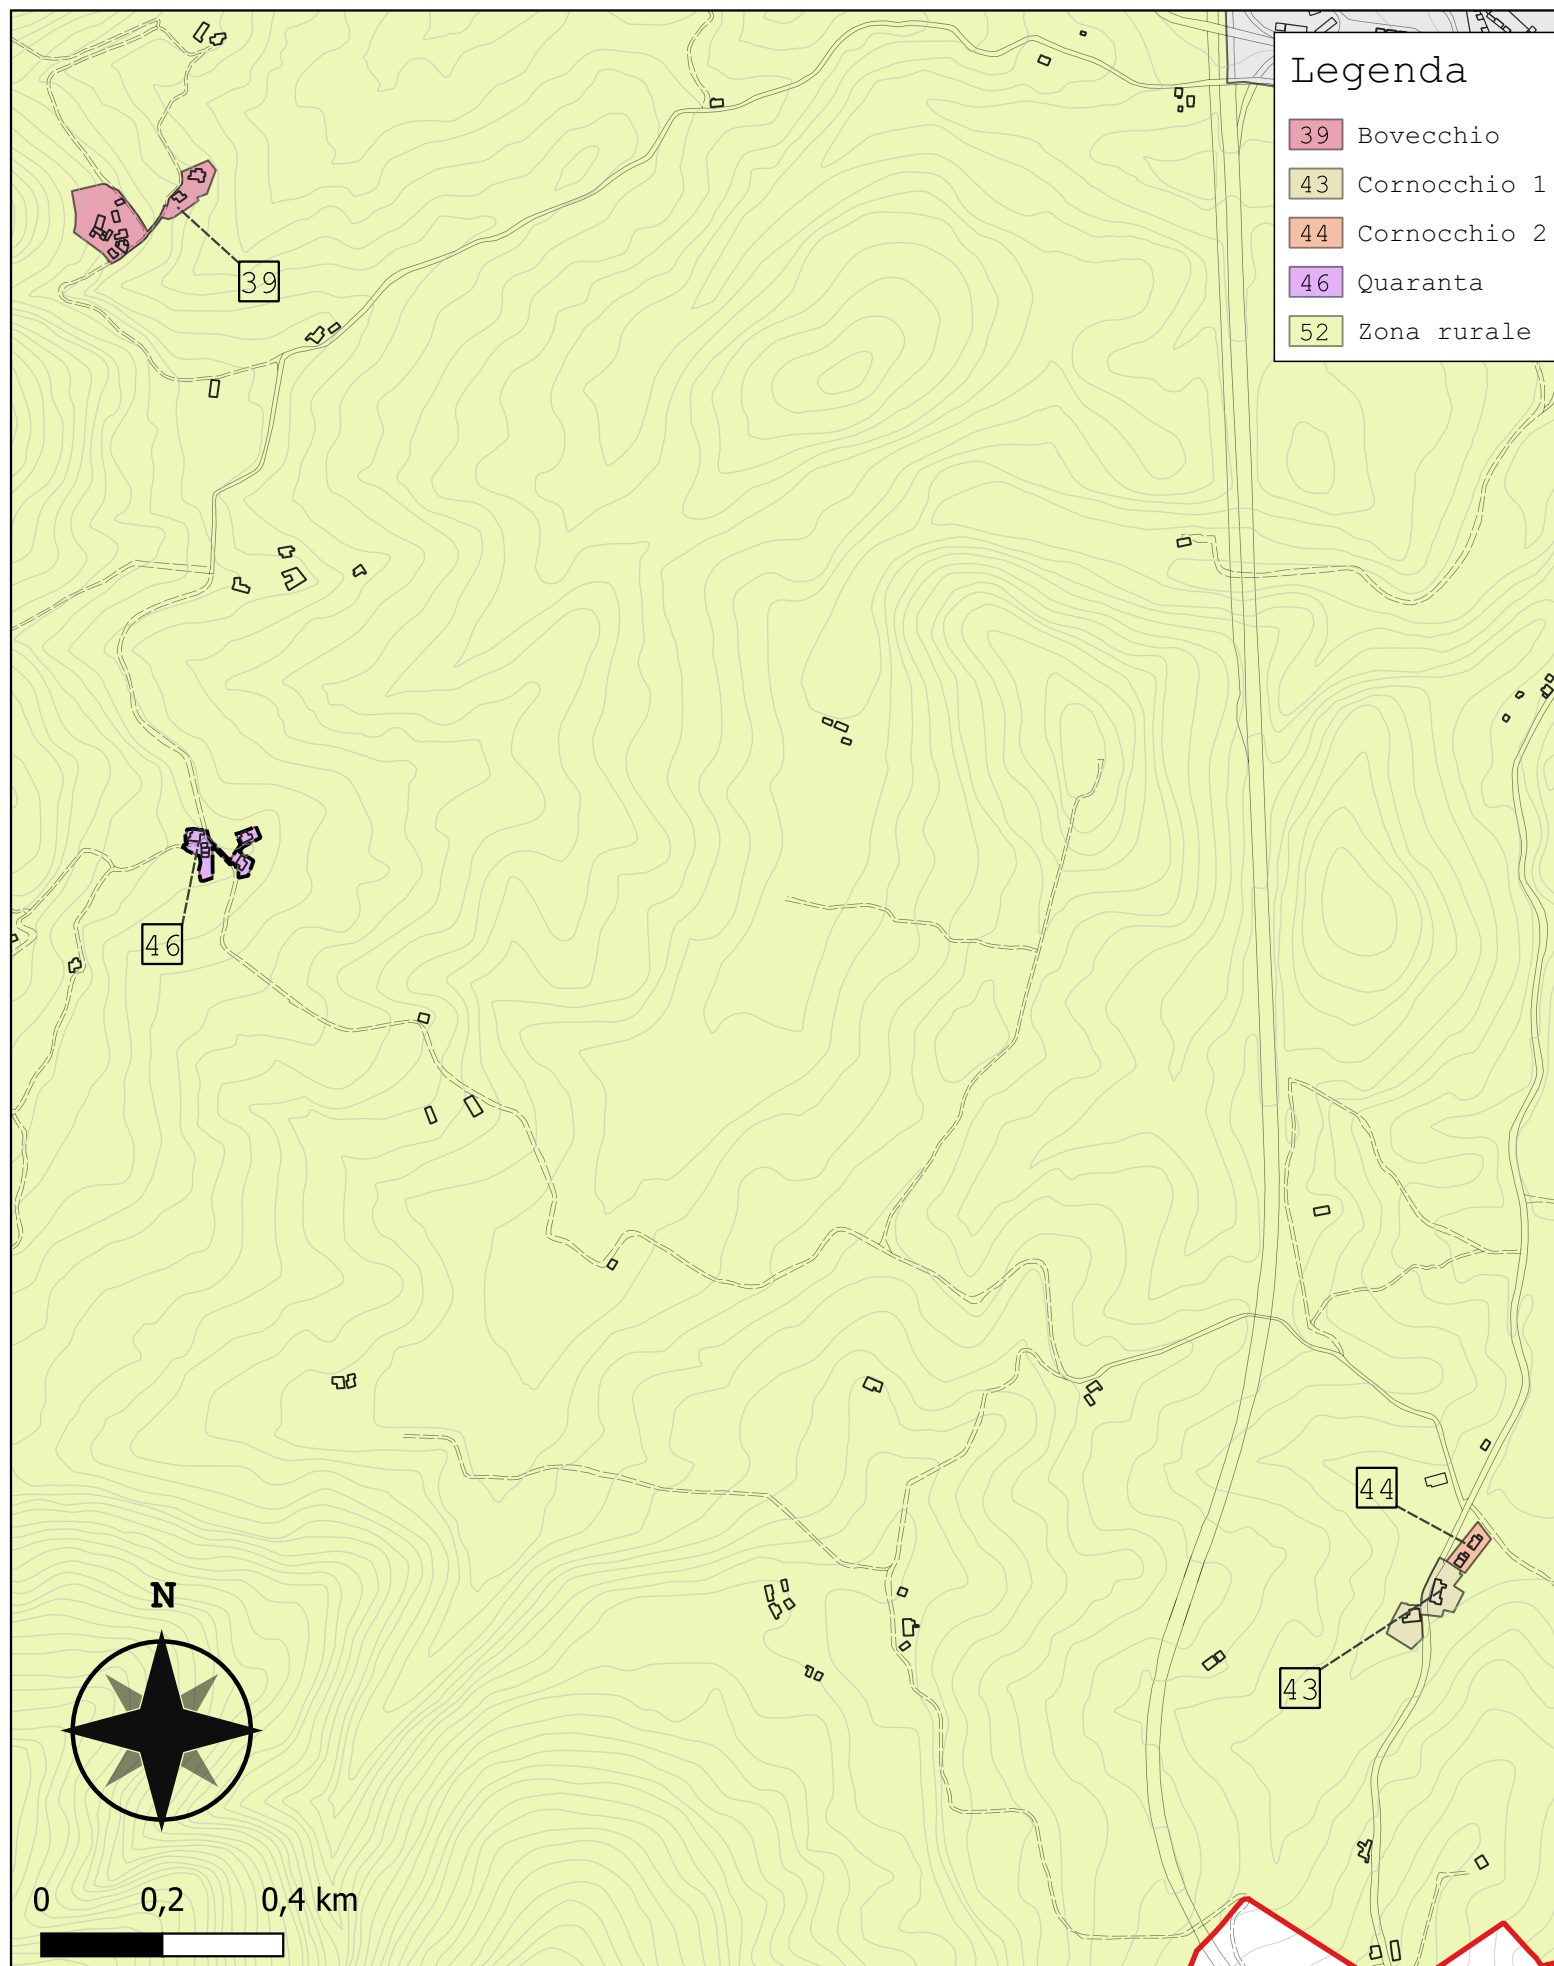 Legenda
39 Bovecchio
43 Cornocchio 1
44 Cornocchio 2
46 Quaranta
52 Zona rurale
39
46
44
43
N
0 0,2 0,4 km